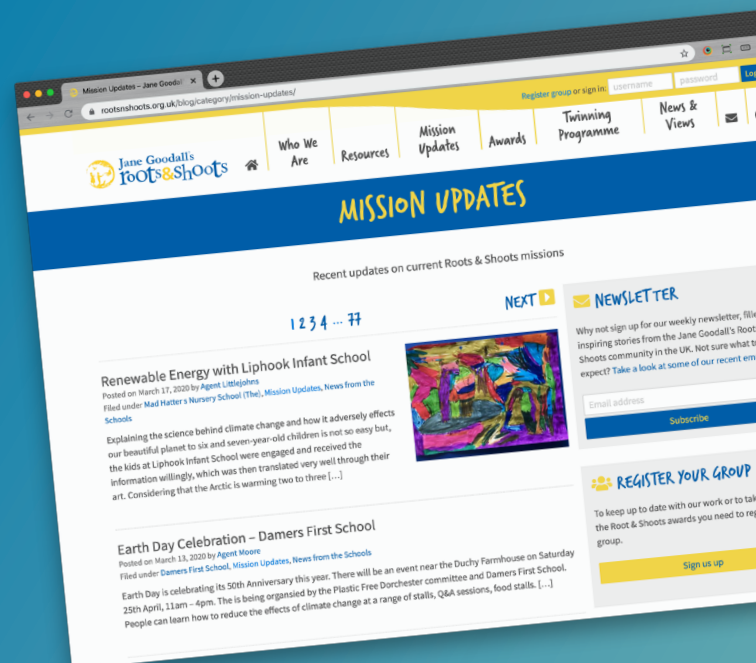 Mission Updates – Jane Goodal
rootsnshoots.org.uk/blog/category/mission-updates/
Register group or sign in:
username
password
Jane Goodall's
roots&shoots
Who We
Are
Resources
Mission
Updates
Awards
Twinning
Programme
News &
Views
MISSION UPDATES
Recent updates on current Roots & Shoots missions
1 2 3 4 ... 77
NEXT
Renewable Energy with Liphook Infant School
Posted on March 17, 2020 by Agent Littlejohns
Filed under Mad Hatter's Nursery School (The), Mission Updates, News from the
Schools
Explaining the science behind climate change and how it adversely effects
our beautiful planet to six and seven-year-old children is not so easy but,
the kids at Liphook Infant School were engaged and received the
information willingly, which was then translated very well through their
art. Considering that the Arctic is warming two to three [...]
Earth Day Celebration – Damers First School
Posted on March 13, 2020 by Agent Moore
Filed under Damers First School, Mission Updates, News from the Schools
Earth Day is celebrating its 50th Anniversary this year. There will be an event near the Duchy Farmhouse on Saturday
25th April, 11am – 4pm. The is being organsied by the Plastic Free Dorchester committee and Damers First School.
People can learn how to reduce the effects of climate change at a range of stalls, Q&A sessions, food stalls. [...]
NEWSLETTER
Why not sign up for our weekly newsletter, fille
inspiring stories from the Jane Goodall's Root
Shoots community in the UK. Not sure what t
expect? Take a look at some of our recent em
Email address
Subscribe
REGISTER YOUR GROUP
To keep up to date with our work or to tak
the Root & Shoots awards you need to reg
group.
Sign us up